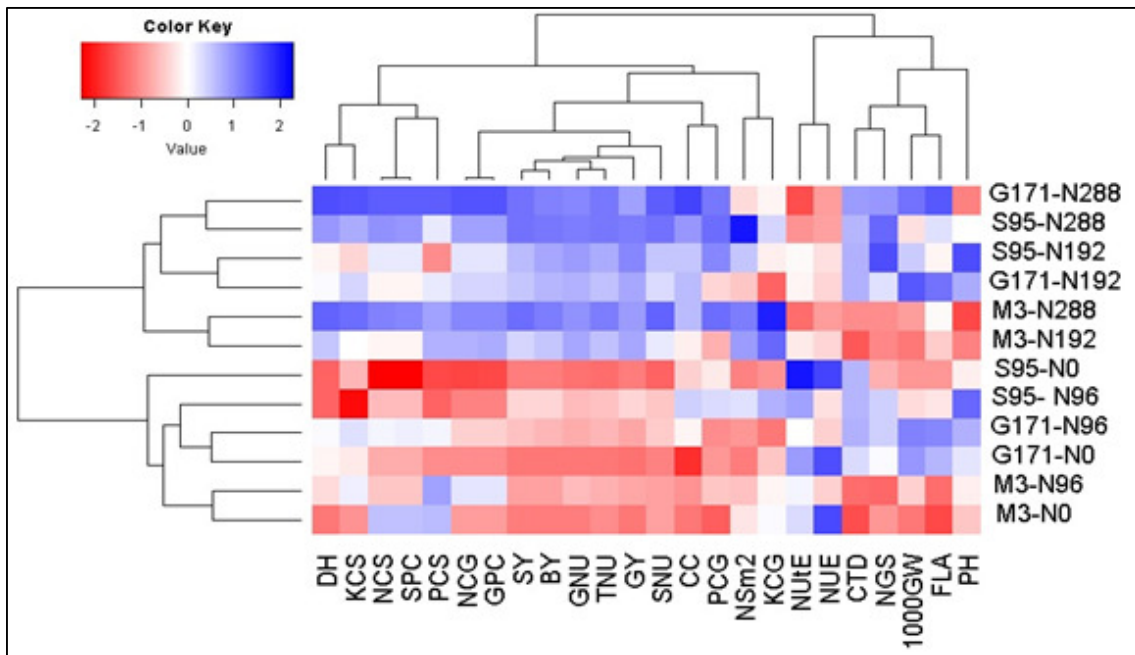 Color Key
-2 -1 0 1 2
Value
G171-N288
S95-N288
S95-N192
G171-N192
M3-N288
M3-N192
S95-N0
S95- N96
G171-N96
G171-N0
M3-N96
M3-N0
DH KCS NCS SPC PCS NCG GPC SY BY GNU TNU GY SNU CC PCG NSm2 KCG NUtE NUE CTD NGS 1000GW FLA PH